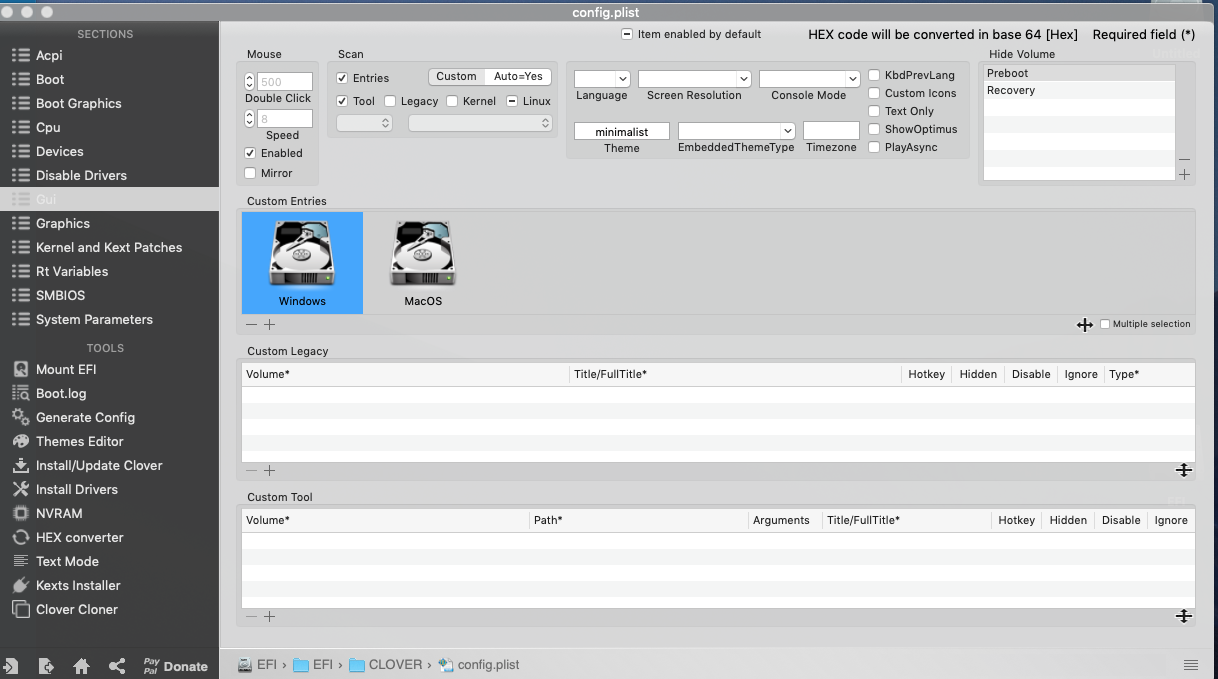 config.plist
SECTIONS
Acpi
Boot
Boot Graphics
Cpu
Devices
Disable Drivers
Gui
Graphics
Kernel and Kext Patches
Rt Variables
SMBIOS
System Parameters
TOOLS
Mount EFI
Boot.log
Generate Config
Themes Editor
Install/Update Clover
Install Drivers
NVRAM
HEX converter
Text Mode
Kexts Installer
Clover Cloner
Pay
Pal
Donate
Item enabled by default
HEX code will be converted in base 64 [Hex]
Required field (*)
Mouse
500
Double Click
8
Speed
Enabled
Mirror
Scan
Entries
Custom
Auto=Yes
Tool
Legacy
Kernel
Linux
Language
Screen Resolution
Console Mode
minimalist
Theme
EmbeddedThemeType
Timezone
KbdPrevLang
Custom Icons
Text Only
ShowOptimus
PlayAsync
Hide Volume
Preboot
Recovery
Custom Entries
Windows
MacOS
Multiple selection
Custom Legacy
Volume*
Title/FullTitle*
Hotkey
Hidden
Disable
Ignore
Type*
Custom Tool
Volume*
Path*
Arguments
Title/FullTitle*
Hotkey
Hidden
Disable
Ignore
EFI › EFI › CLOVER › config.plist